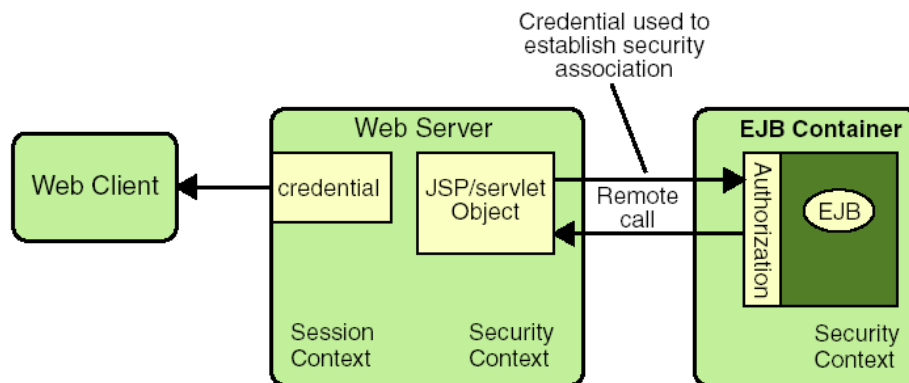 Credential used to
establish security
association
Web Server
EJB Container
Web Client
credential
JSP/servlet
Object
Remote
call
Authorization
EJB
Session
Context
Security
Context
Security
Context